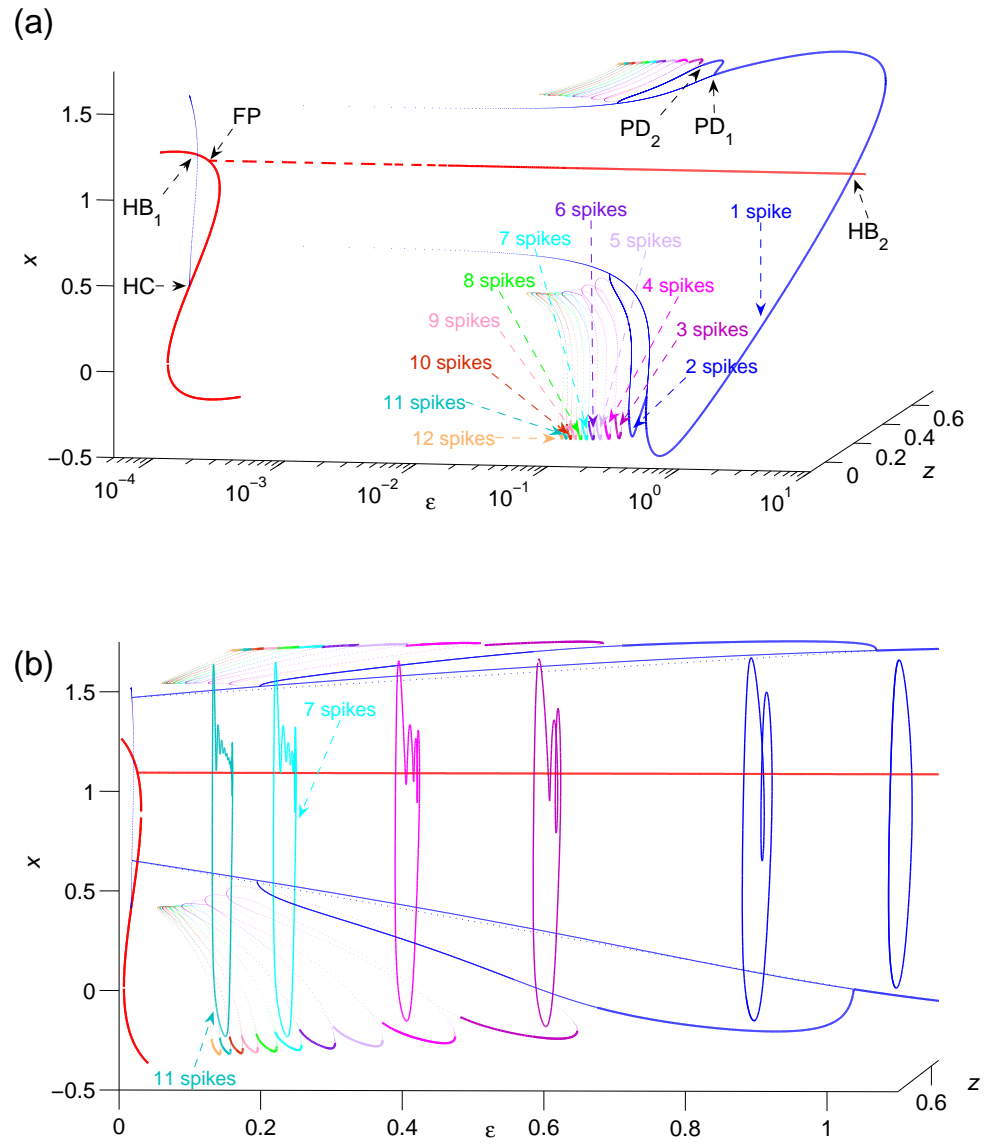 (a)
1.5
1
0.5
0
−0.5
x
FP
HB1
HC
PD2
PD1
HB2
6 spikes
1 spike
7 spikes
5 spikes
8 spikes
4 spikes
9 spikes
3 spikes
10 spikes
2 spikes
11 spikes
12 spikes
0.6
0.4
0.2
0
z
10−4
10−3
10−2
10−1
100
101
ε
(b)
1.5
1
0.5
0
−0.5
x
7 spikes
11 spikes
0.6
z
0
0.2
0.4
0.6
0.8
1
ε